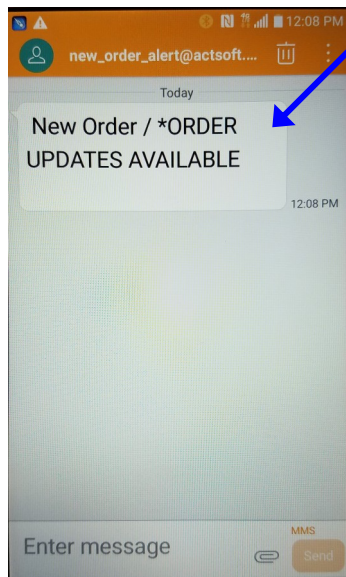 12:08 PM
new_order_alert@actsoft....
Today
New Order / *ORDER
UPDATES AVAILABLE
12:08 PM
MMS
Enter message
Send